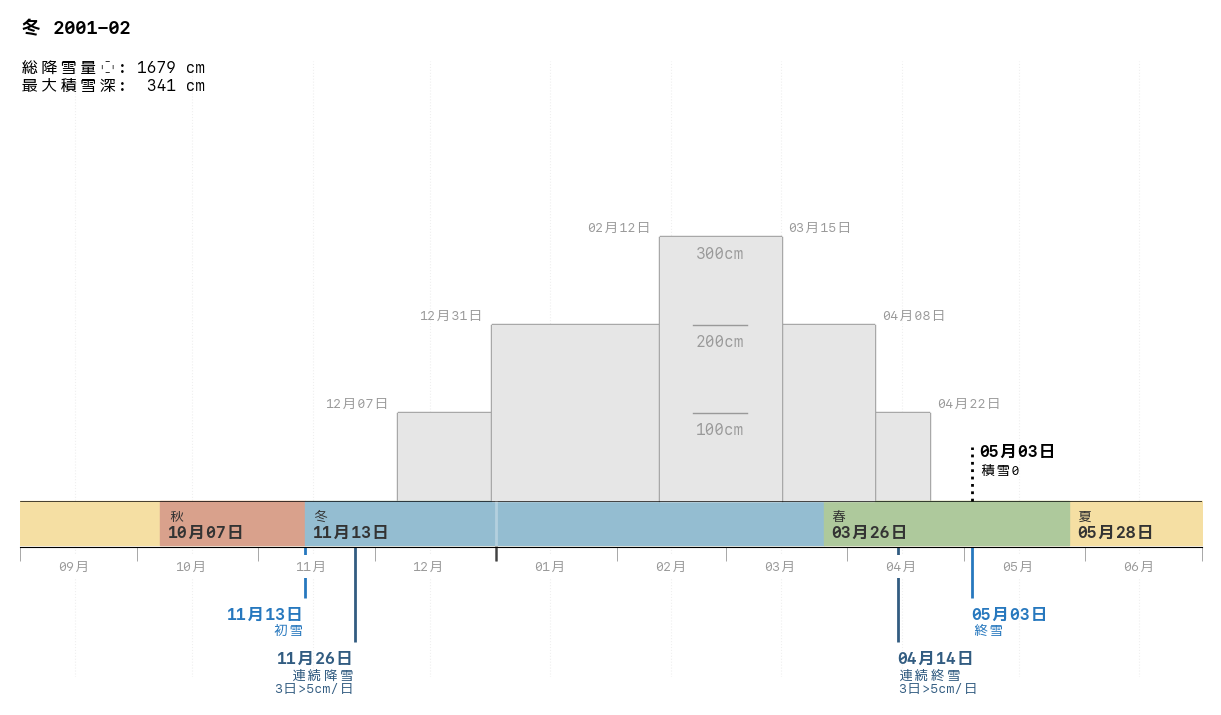 冬 2001–02
総降雪量◌: 1679 cm
最大積雪深: 341 cm
02月12日
03月15日
300cm
12月31日
04月08日
200cm
12月07日
04月22日
100cm
05月03日
積雪0
秋
10月07日
冬
11月13日
春
03月26日
夏
05月28日
09月
10月
11月
12月
01月
02月
03月
04月
05月
06月
11月13日
初雪
05月03日
終雪
11月26日
連続降雪
3日>5cm/日
04月14日
連続終雪
3日>5cm/日